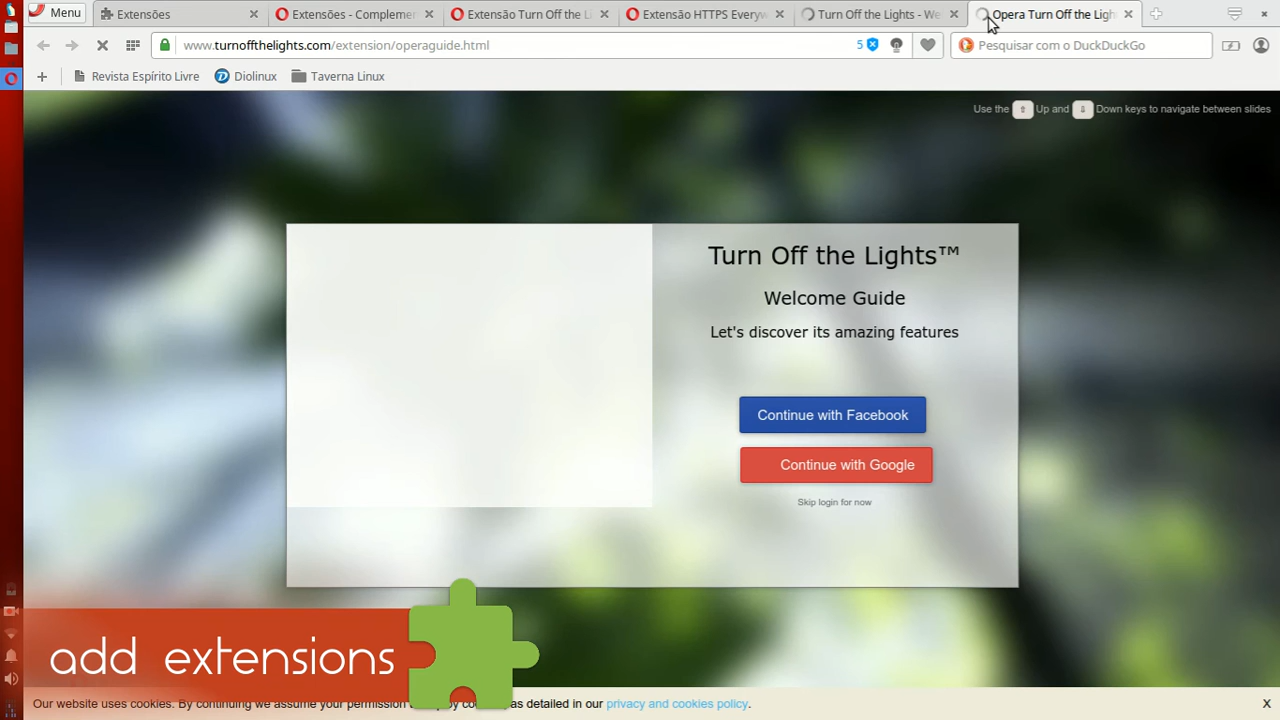 Menu
Extensões
Extensões - Complemen
Extensão Turn Off the Li
Extensão HTTPS Everyw
Turn Off the Lights - We
Opera Turn Off the Ligh
www.turnoffthelights.com/extension/operaguide.html
5
Pesquisar com o DuckDuckGo
Revista Espírito Livre
Diolinux
Taverna Linux
Use the ⇧ Up and ⇩ Down keys to navigate between slides
Turn Off the Lights™
Welcome Guide
Let's discover its amazing features
Continue with Facebook
Continue with Google
Skip login for now
add extensions
Our website uses cookies. By continuing we assume your permission to deploy cookies, as detailed in our privacy and cookies policy.
X